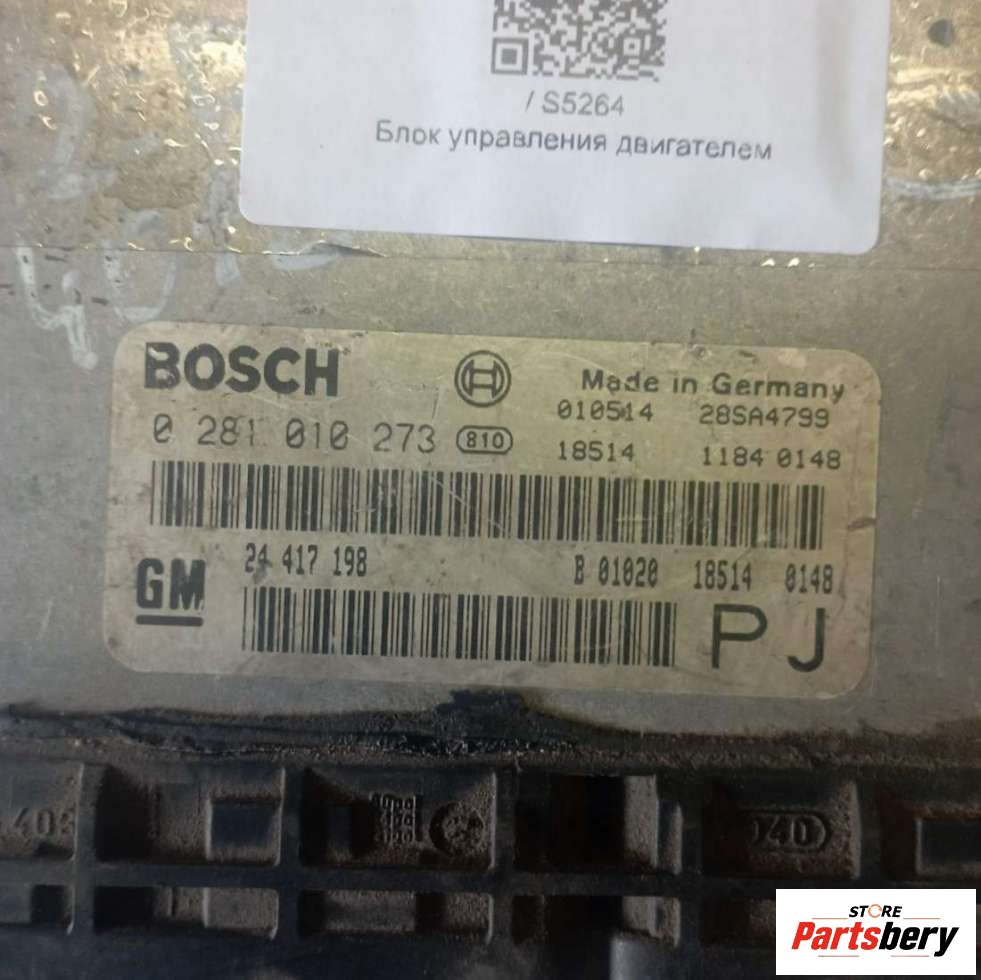 / S5264
Блок управления двигателем
BOSCH
Made in Germany
010514 28SA4799
0 281 010 273 810
18514 1184 0148
24 417 198
B 01020 18514 0148
GM
PJ
STORE
Partsbery